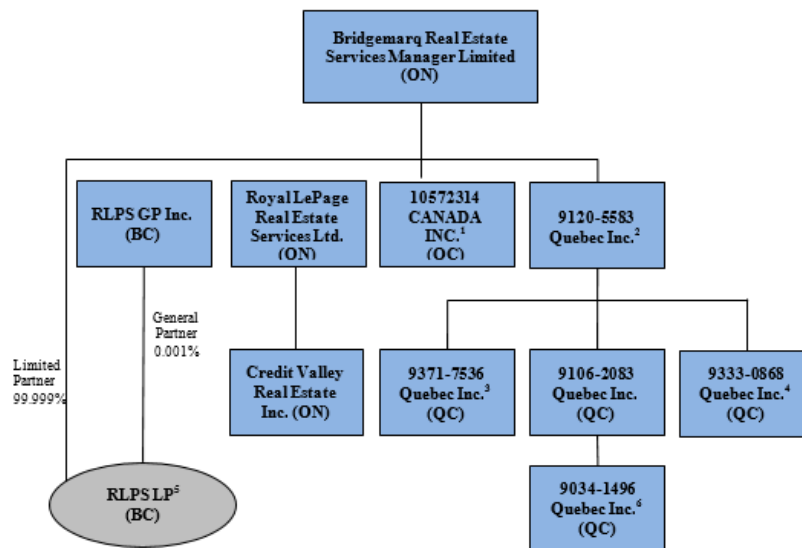 Bridgemarq Real Estate
Services Manager Limited
(ON)
RLPS GP Inc.
(BC)
Royal LePage
Real Estate
Services Ltd.
(ON)
10572314
CANADA
INC.¹
(QC)
9120-5583
Quebec Inc.²
General
Partner
0.001%
Limited
Partner
99.999%
Credit Valley
Real Estate
Inc. (ON)
9371-7536
Quebec Inc.³
(QC)
9106-2083
Quebec Inc.
(QC)
9333-0868
Quebec Inc.⁴
(QC)
RLPS LP⁵
(BC)
9034-1496
Quebec Inc.⁶
(QC)